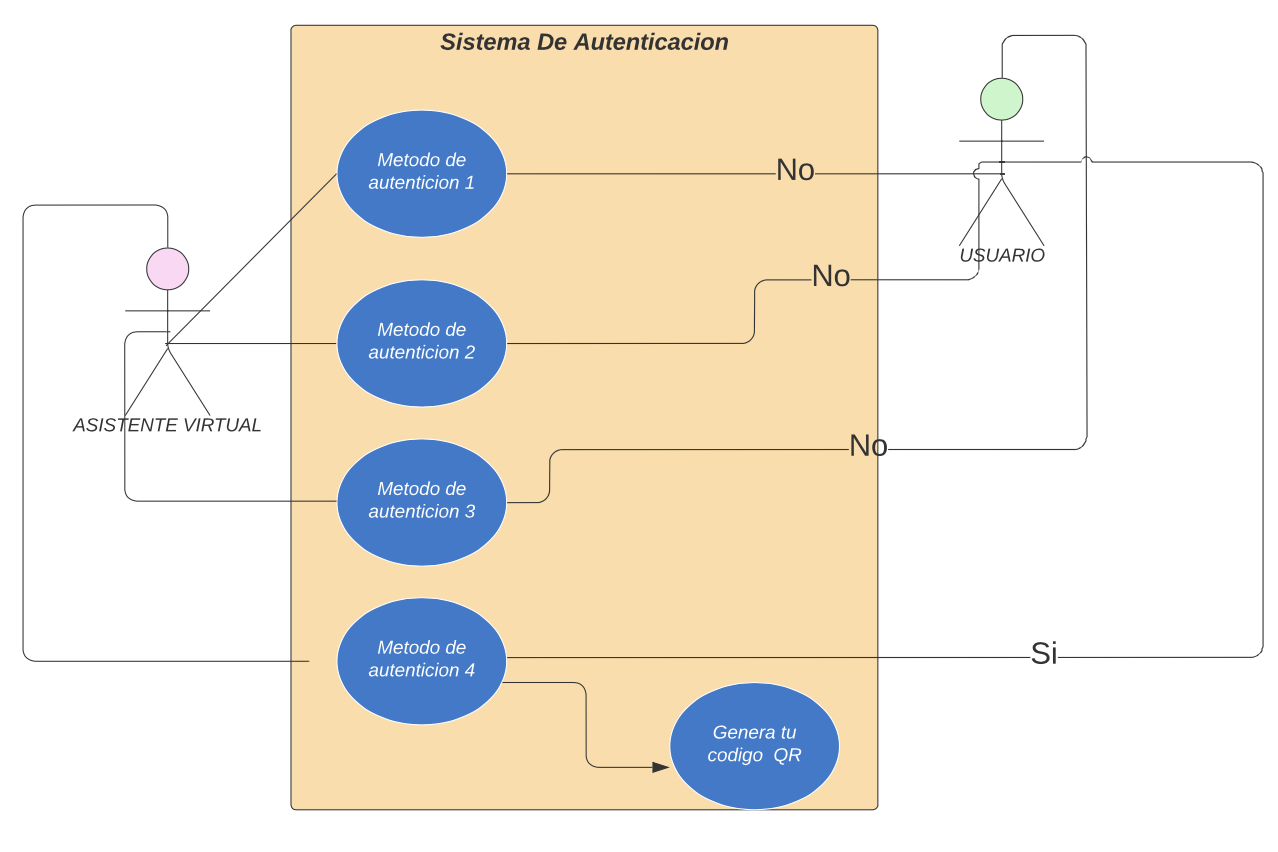 Sistema De Autenticacion
Metodo de
autenticion 1
No
USUARIO
No
Metodo de
autenticion 2
ASISTENTE VIRTUAL
No
Metodo de
autenticion 3
Metodo de
autenticion 4
Si
Genera tu
codigo  QR